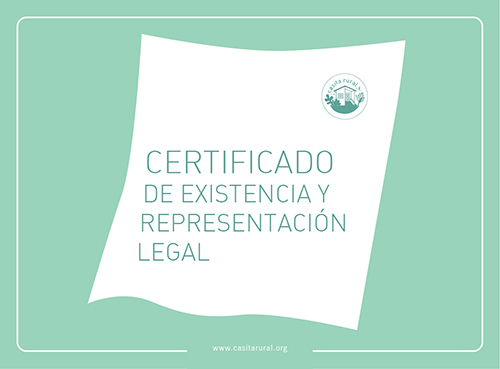 casita rural
CERTIFICADO
DE EXISTENCIA Y
REPRESENTACIÓN
LEGAL
www.casitarural.org